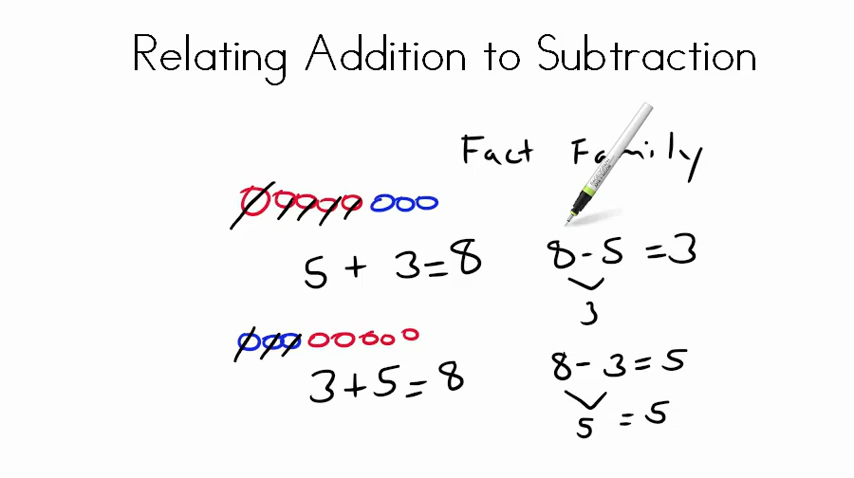 Relating Addition to Subtraction
Fact Family
5 + 3 = 8
8 - 5 = 3
3
3 + 5 = 8
8 - 3 = 5
5 = 5